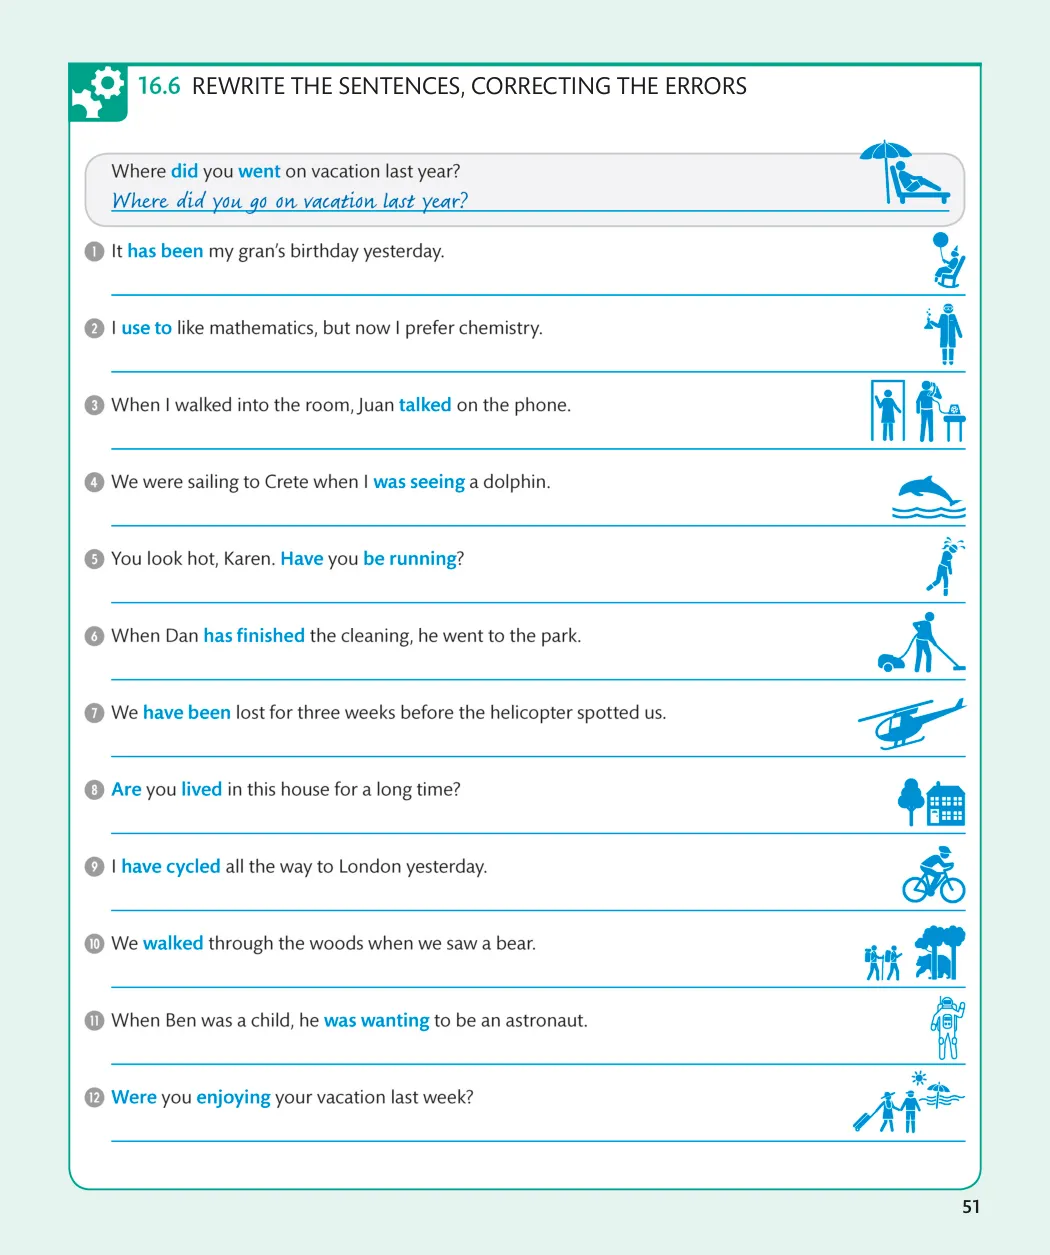 16.6 REWRITE THE SENTENCES, CORRECTING THE ERRORS
Where did you went on vacation last year?
Where did you go on vacation last year?
1 It has been my gran's birthday yesterday.
2 I use to like mathematics, but now I prefer chemistry.
3 When I walked into the room, Juan talked on the phone.
4 We were sailing to Crete when I was seeing a dolphin.
5 You look hot, Karen. Have you be running?
6 When Dan has finished the cleaning, he went to the park.
7 We have been lost for three weeks before the helicopter spotted us.
8 Are you lived in this house for a long time?
9 I have cycled all the way to London yesterday.
10 We walked through the woods when we saw a bear.
11 When Ben was a child, he was wanting to be an astronaut.
12 Were you enjoying your vacation last week?
51